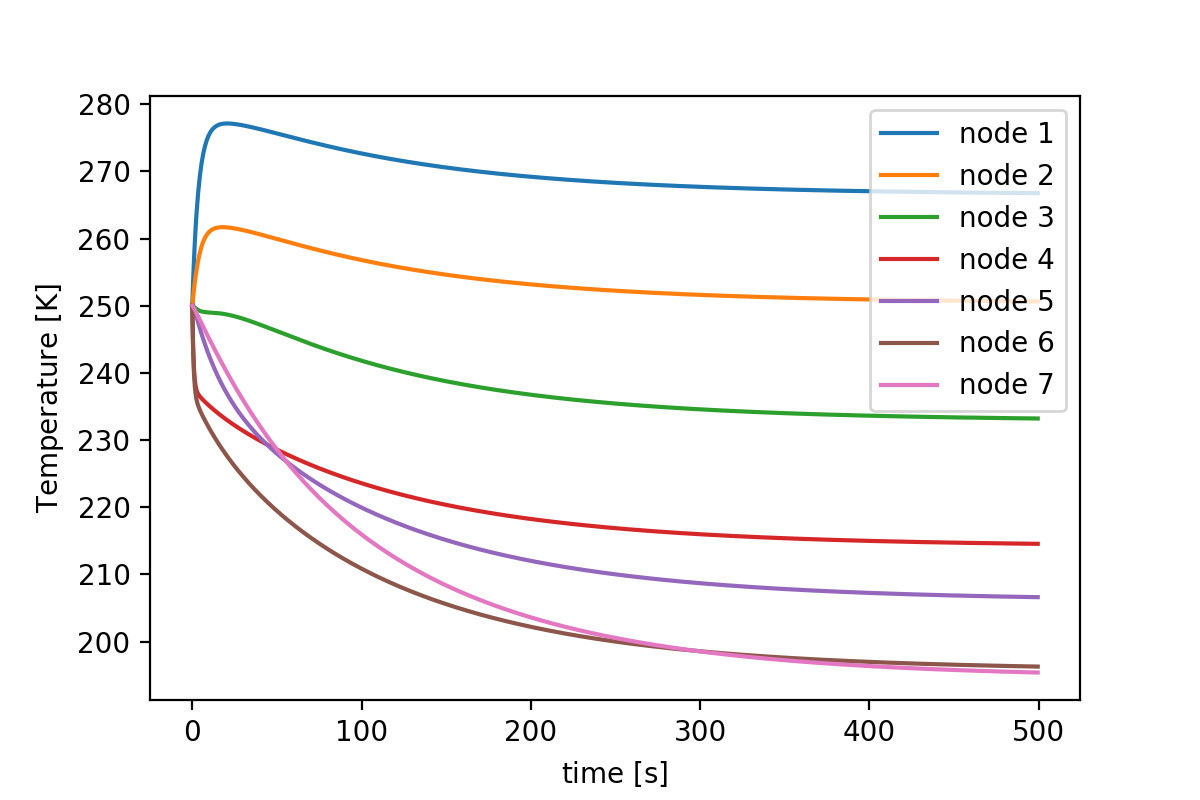 280
270
260
250
240
230
220
210
200
Temperature [K]
0 100 200 300 400 500
time [s]
node 1
node 2
node 3
node 4
node 5
node 6
node 7